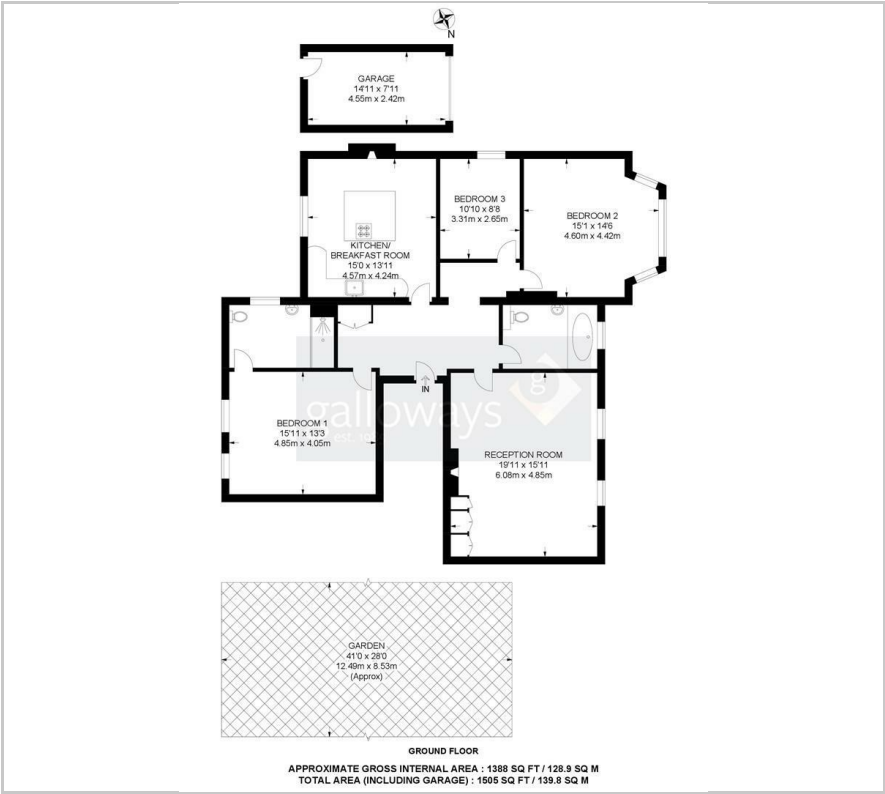 N
GARAGE
14'11 x 7'11
4.55m x 2.42m
KITCHEN/
BREAKFAST ROOM
15'0 x 13'11
4.57m x 4.24m
BEDROOM 3
10'10 x 8'8
3.31m x 2.65m
BEDROOM 2
15'1 x 14'6
4.60m x 4.42m
IN
galloways
g
BEDROOM 1
15'11 x 13'3
4.85m x 4.05m
RECEPTION ROOM
19'11 x 15'11
6.08m x 4.85m
GARDEN
41'0 x 28'0
12.49m x 8.53m
(Approx)
GROUND FLOOR
APPROXIMATE GROSS INTERNAL AREA : 1388 SQ FT / 128.9 SQ M
TOTAL AREA (INCLUDING GARAGE) : 1505 SQ FT / 139.8 SQ M